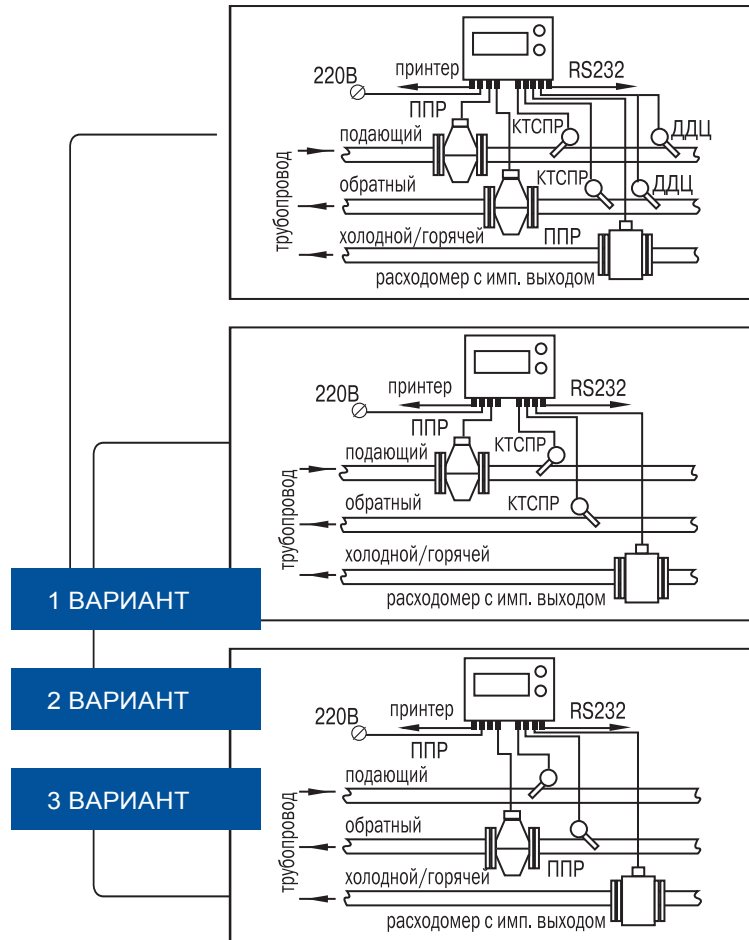 принтер
RS232
220В
ППР
КТСПР
ДДЦ
подающий
КТСПР
ДДЦ
обратный
трубопровод
холодной/горячей
ППР
расходомер с имп. выходом
принтер
RS232
220В
ППР
КТСПР
подающий
обратный
КТСПР
трубопровод
холодной/горячей
расходомер с имп. выходом
1 ВАРИАНТ
2 ВАРИАНТ
3 ВАРИАНТ
принтер
RS232
220В
ППР
подающий
обратный
трубопровод
холодной/горячей
ППР
расходомер с имп. выходом